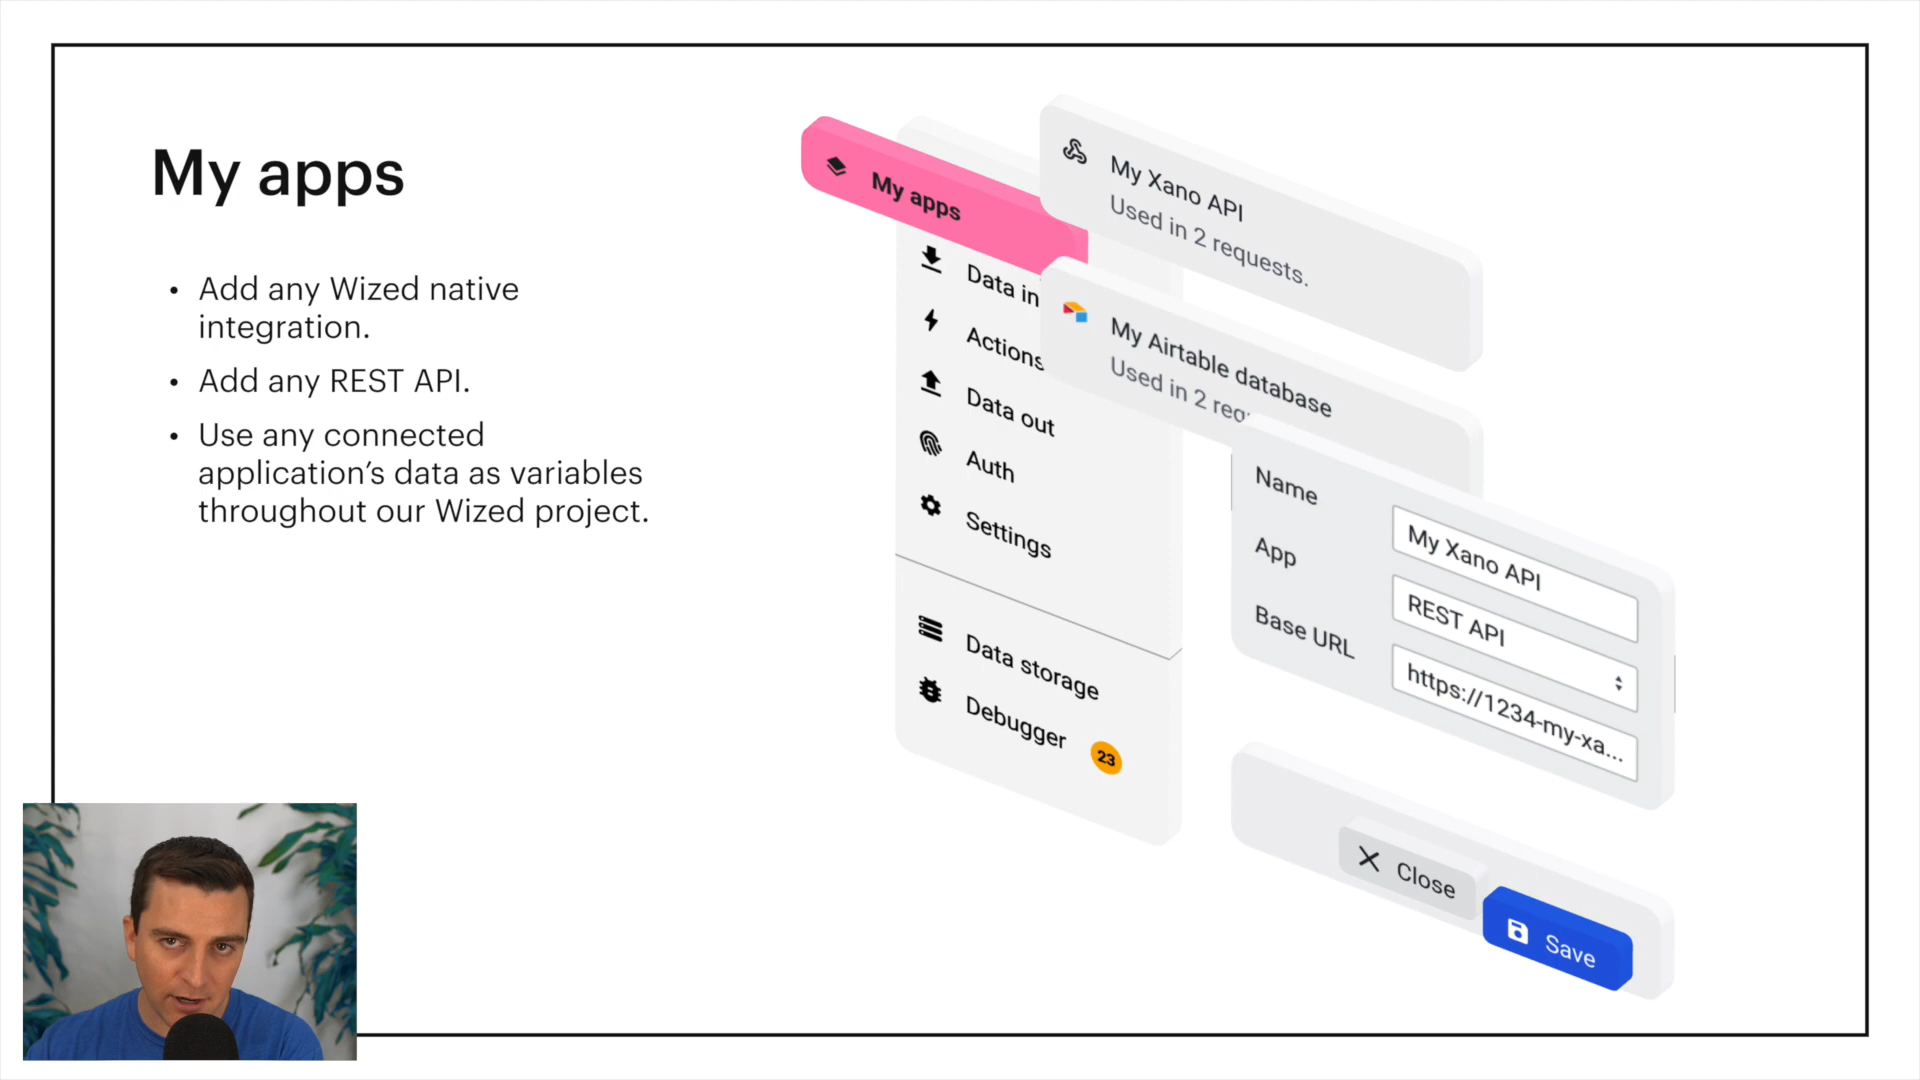 My apps
• Add any Wized native
integration.
• Add any REST API.
• Use any connected
application’s data as variables
throughout our Wized project.
My apps
Data in
Actions
Data out
Auth
Settings
Data storage
Debugger
23
My Xano API
Used in 2 requests.
My Airtable database
Used in 2 req
Name
My Xano API
App
REST API
Base URL
https://1234-my-xa...
Close
Save